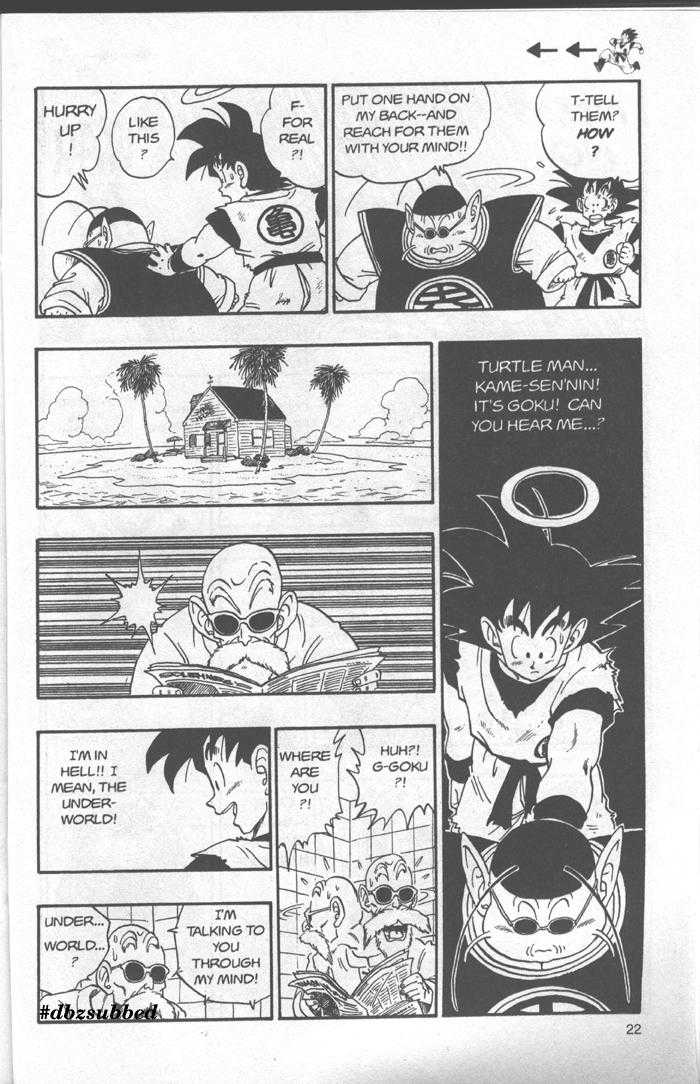 T-TELL
THEM?
HOW
?
PUT ONE HAND ON
MY BACK--AND
REACH FOR THEM
WITH YOUR MIND!!
F-
FOR
REAL
?!
LIKE
THIS
?
HURRY
UP
!
亀
TURTLE MAN...
KAME-SEN'NIN!
IT'S GOKU! CAN
YOU HEAR ME...?
HUH?!
G-GOKU
?!
WHERE
ARE
YOU
?!
I'M IN
HELL!! I
MEAN, THE
UNDER-
WORLD!
I'M
TALKING TO
YOU
THROUGH
MY MIND!
UNDER...
WORLD...
?
#dbzsubbed
22